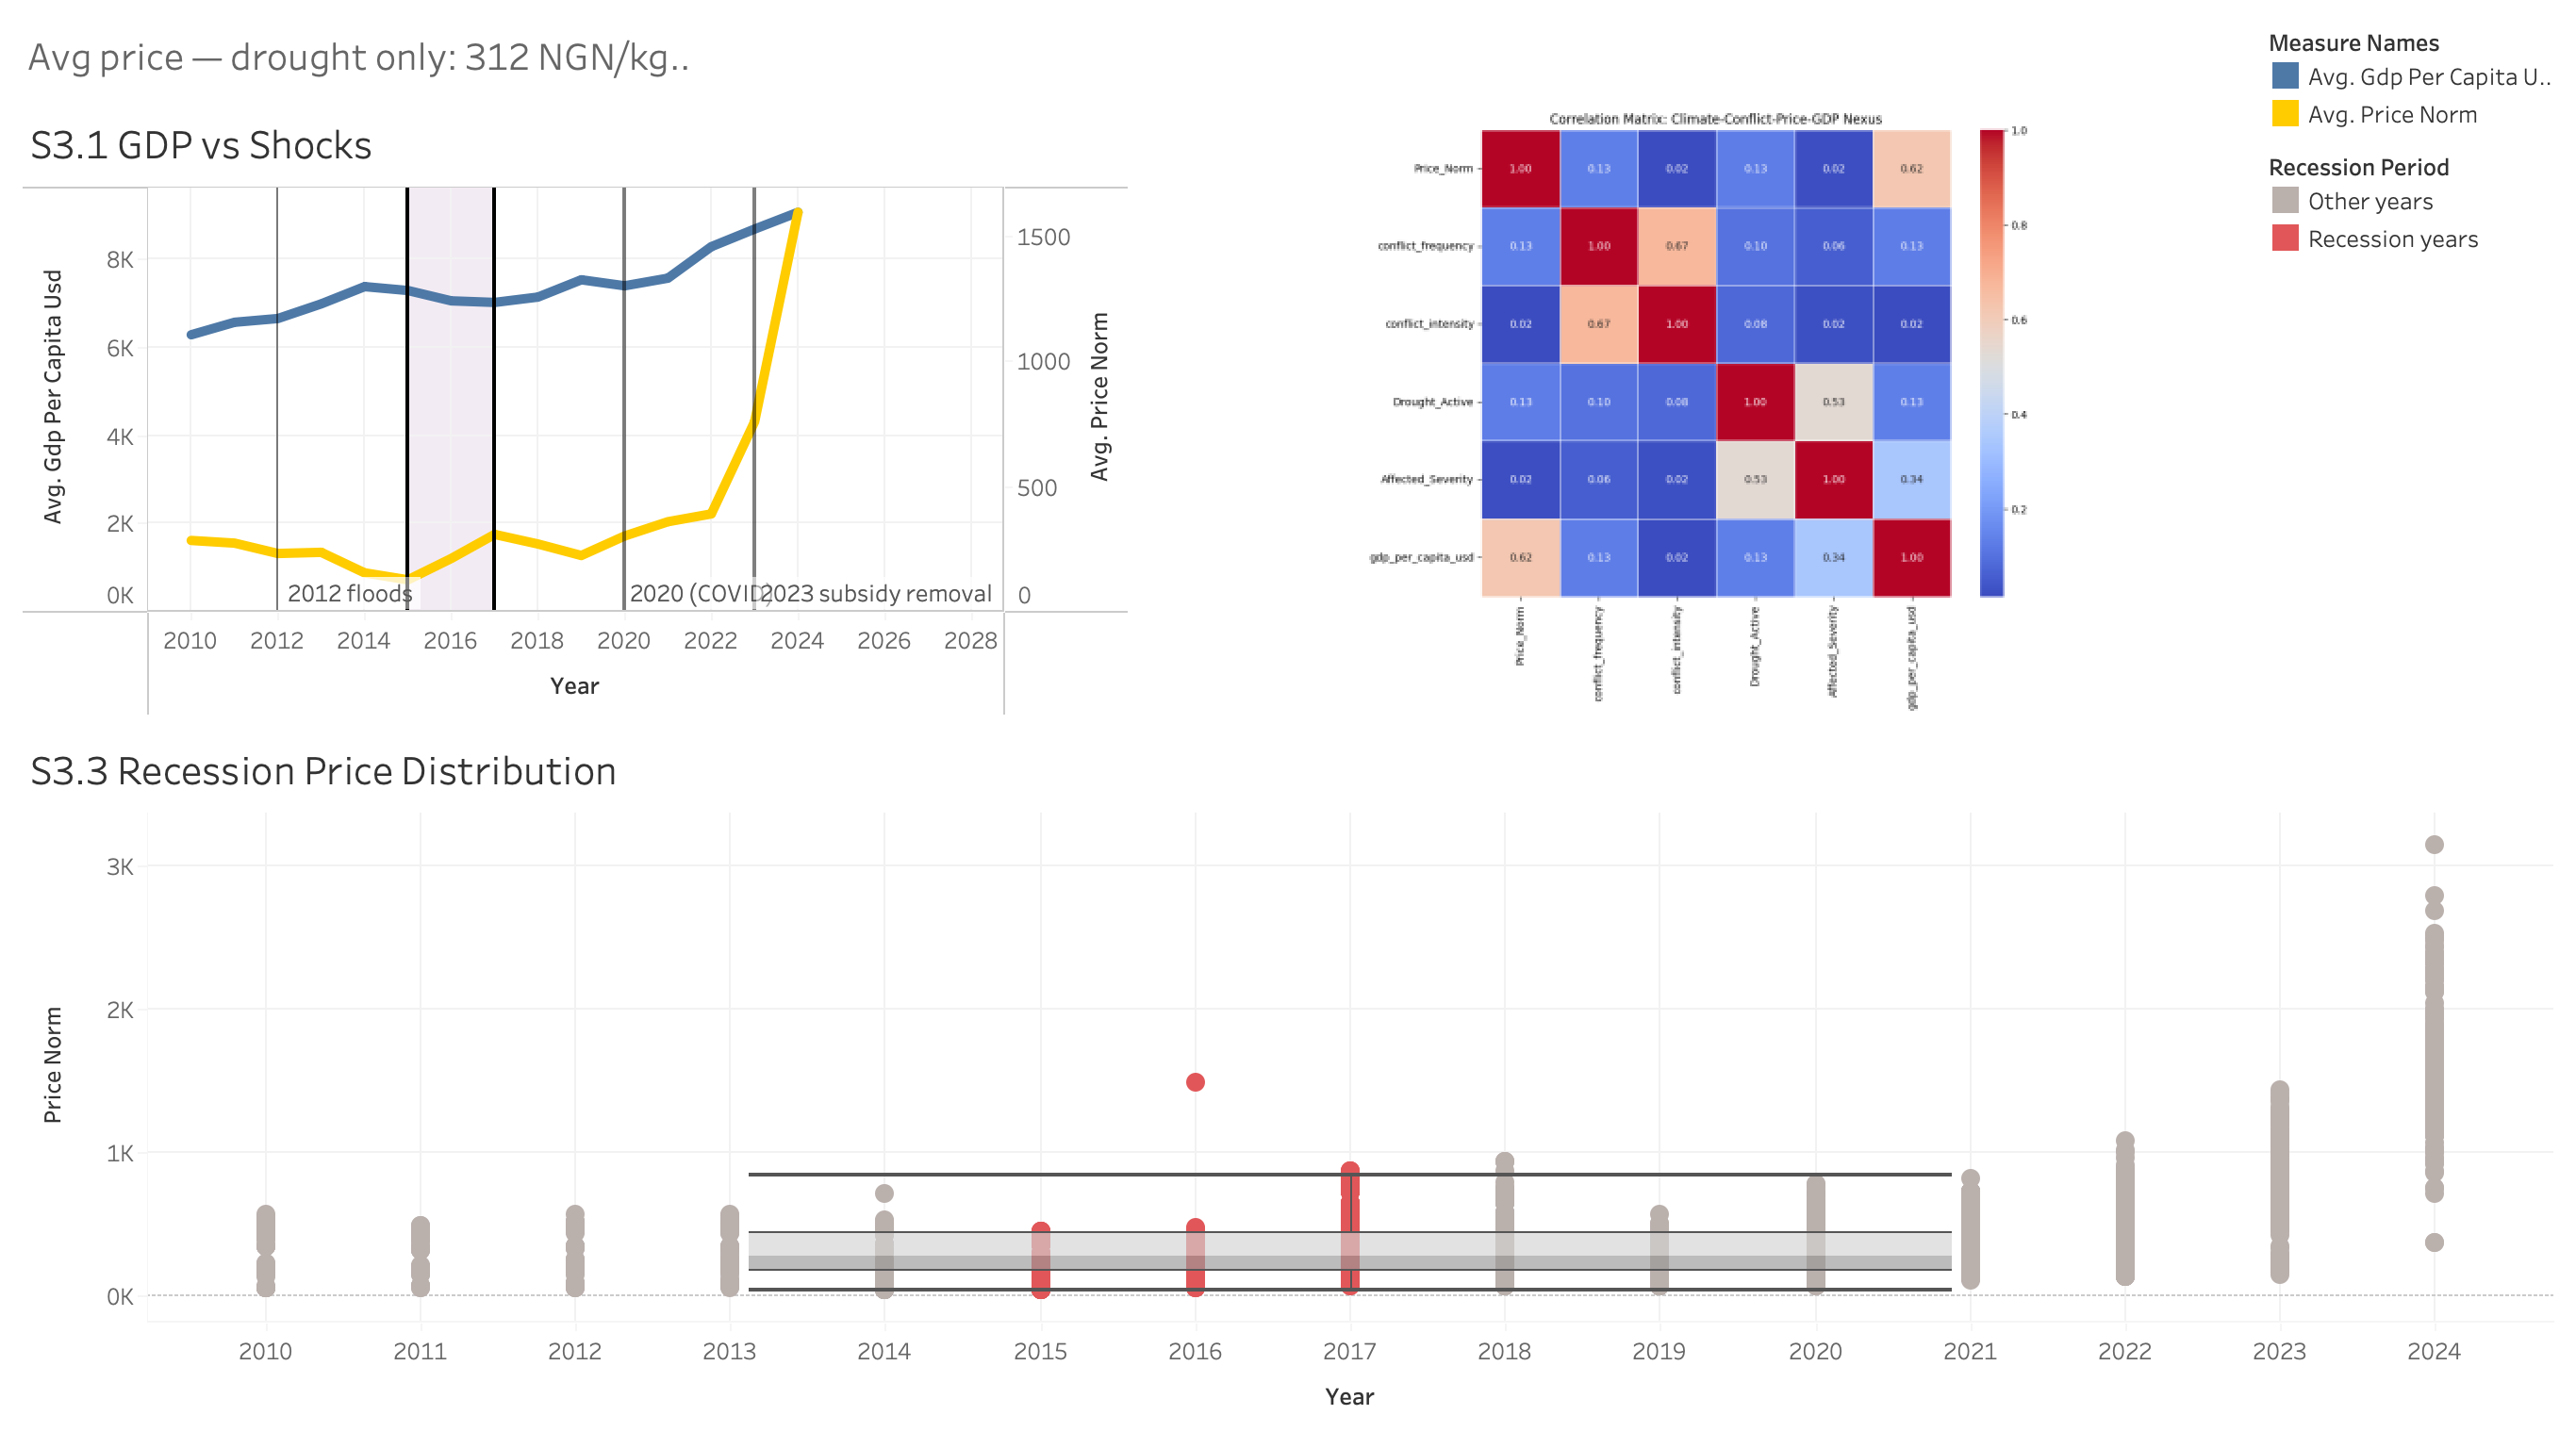 Avg price — drought only: 312 NGN/kg..
Measure Names
Avg. Gdp Per Capita U..
Avg. Price Norm
Recession Period
Other years
Recession years
S3.1 GDP vs Shocks
Avg. Gdp Per Capita Usd
8K
6K
4K
2K
0K
1500
1000
500
0
Avg. Price Norm
2012 floods
2020 (COVID)
2023 subsidy removal
2010 2012 2014 2016 2018 2020 2022 2024 2026 2028
Year
Correlation Matrix: Climate-Conflict-Price-GDP Nexus
Price_Norm 1.00 0.13 0.02 0.13 0.02 0.62
conflict_frequency 0.13 1.00 0.67 0.10 0.06 0.13
conflict_intensity 0.02 0.67 1.00 0.08 0.02 0.02
Drought_Active 0.13 0.10 0.08 1.00 0.53 0.13
Affected_Severity 0.02 0.06 0.02 0.53 1.00 0.34
gdp_per_capita_usd 0.62 0.13 0.02 0.13 0.34 1.00
Price_Norm conflict_frequency conflict_intensity Drought_Active Affected_Severity gdp_per_capita_usd
1.0
0.8
0.6
0.4
0.2
S3.3 Recession Price Distribution
Price Norm
3K
2K
1K
0K
2010 2011 2012 2013 2014 2015 2016 2017 2018 2019 2020 2021 2022 2023 2024
Year